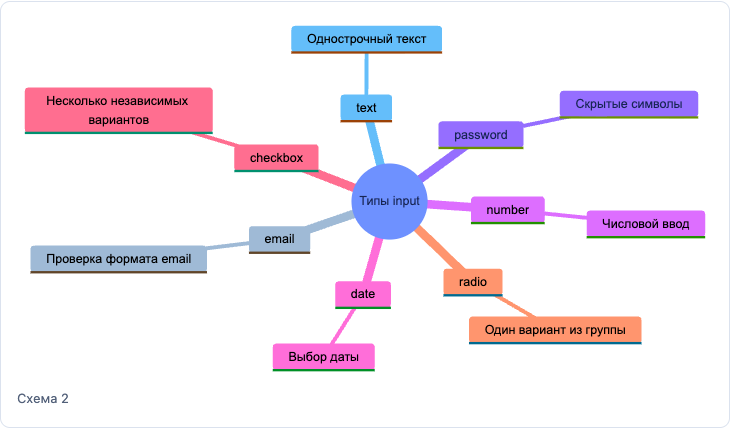 Однострочный текст
text
Несколько независимых
вариантов
checkbox
password
Скрытые символы
Типы input
number
Числовой ввод
email
Проверка формата email
date
Выбор даты
radio
Один вариант из группы
Схема 2